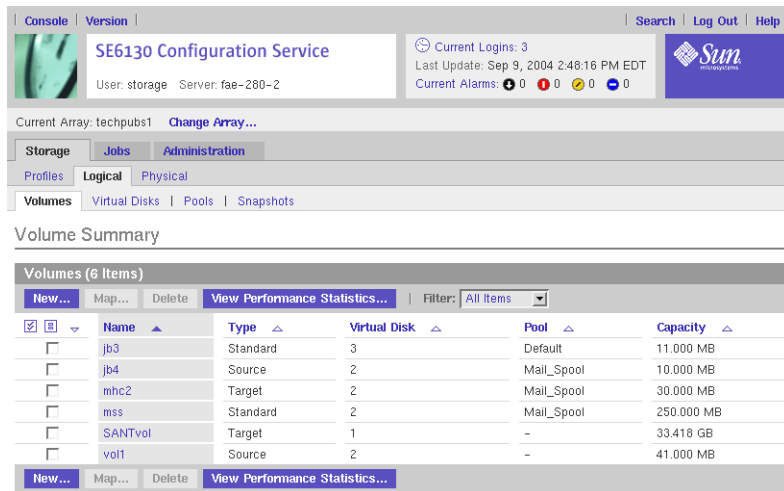 Console | Version |
| Search | Log Out | Help
SE6130 Configuration Service
User: storage Server: fae-280-2
Current Logins: 3
Last Update: Sep 9, 2004 2:48:16 PM EDT
Current Alarms: 0 0 0 0
Sun
microsystems
Current Array: techpubs1 Change Array...
Storage Jobs Administration
Profiles Logical Physical
Volumes Virtual Disks | Pools | Snapshots
Volume Summary
Volumes (6 Items)
New... Map... Delete View Performance Statistics... | Filter: All Items
Name Type Virtual Disk Pool Capacity
jb3 Standard 3 Default 11.000 MB
jb4 Source 2 Mail_Spool 10.000 MB
mhc2 Target 2 Mail_Spool 30.000 MB
mss Standard 2 Mail_Spool 250.000 MB
SANTvol Target 1 – 33.418 GB
vol1 Source 2 – 41.000 MB
New... Map... Delete View Performance Statistics...